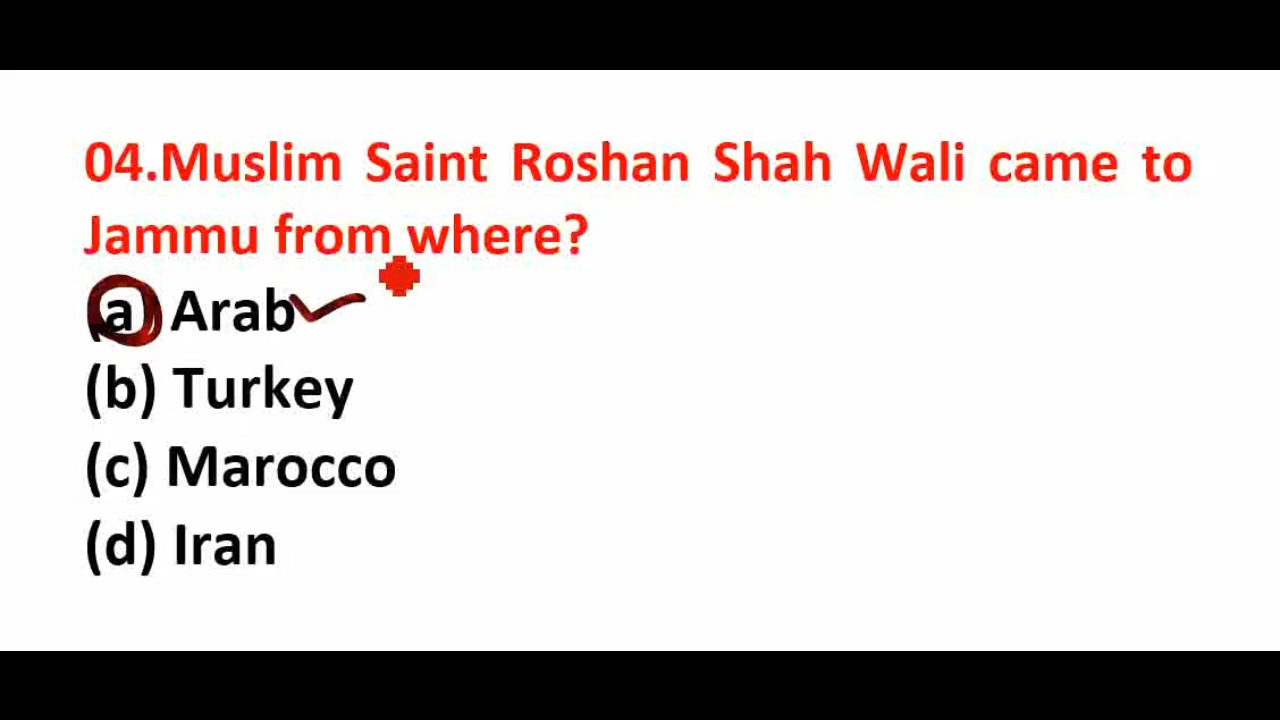 04.Muslim Saint Roshan Shah Wali came to
Jammu from where?
(a) Arab
(b) Turkey
(c) Marocco
(d) Iran